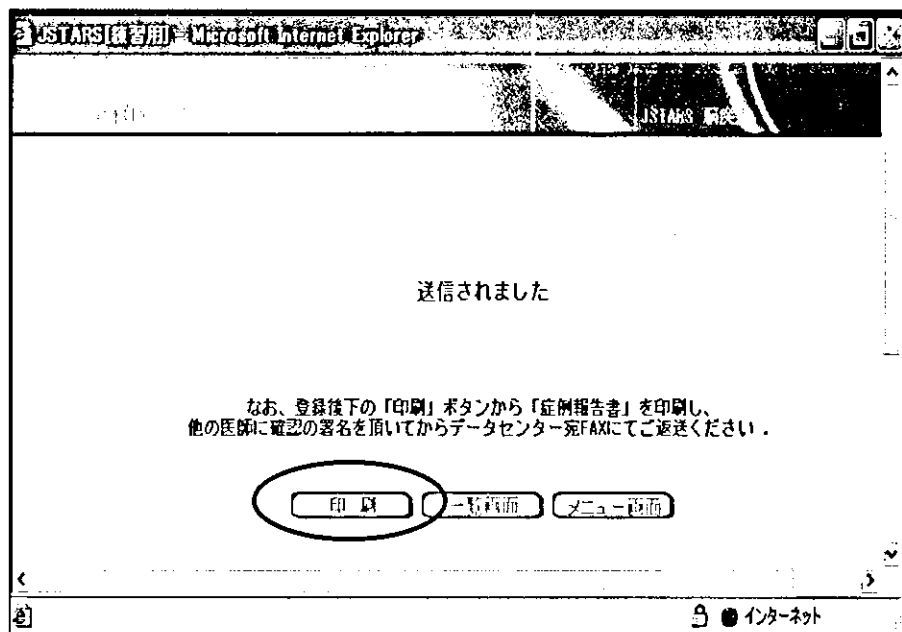 JSTARS[練習用] - Microsoft Internet Explorer
JSTARS
送信されました
なお、登録後下の「印刷」ボタンから「症例報告書」を印刷し、
他の医師に確認の署名を頂いてからデータセンター宛FAXにてご返送ください．
印 刷
一覧画面
メニュー画面
インターネット